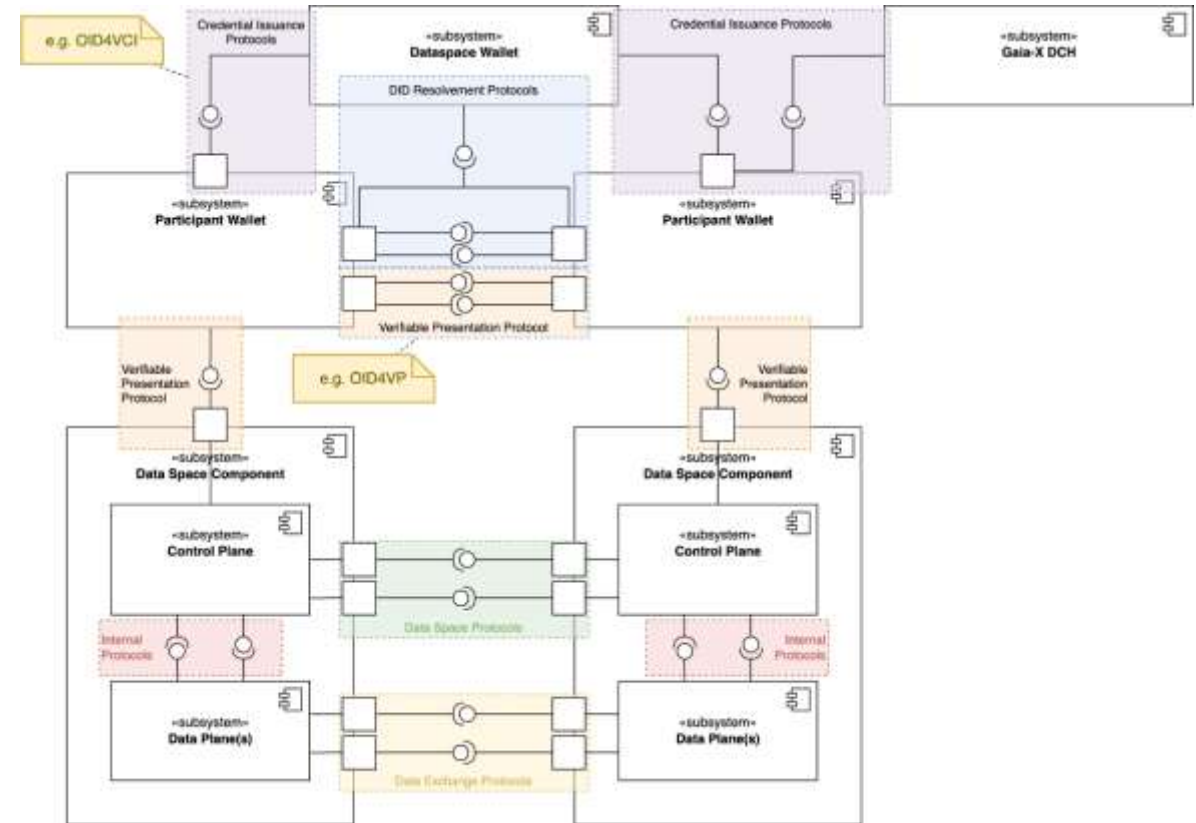 e.g. OID4VCI
Credential Issuance
Protocols
«subsystem»
Dataspace Wallet
Credential Issuance Protocols
«subsystem»
Gaia-X DCH
DID Resolvement Protocols
«subsystem»
Participant Wallet
«subsystem»
Participant Wallet
Verifiable Presentation Protocol
e.g. OID4VP
Verifiable
Presentation
Protocol
Verifiable
Presentation
Protocol
«subsystem»
Data Space Component
«subsystem»
Data Space Component
«subsystem»
Control Plane
«subsystem»
Control Plane
Data Space Protocols
Internal
Protocols
Internal
Protocols
«subsystem»
Data Plane(s)
«subsystem»
Data Plane(s)
Data Exchange Protocols